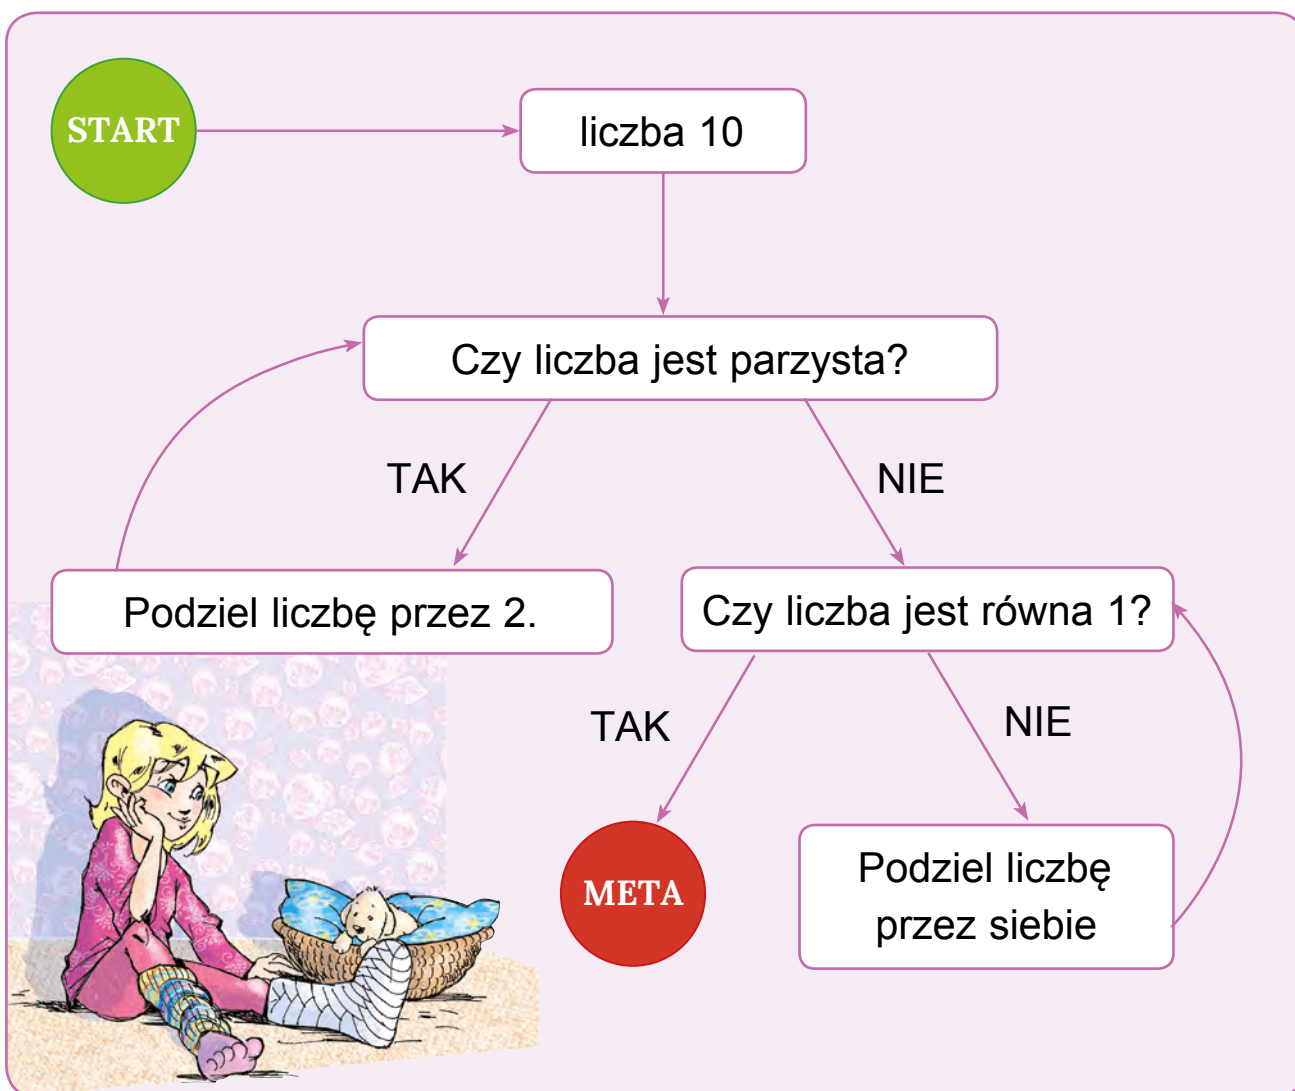 START
liczba 10
Czy liczba jest parzysta?
TAK
NIE
Podziel liczbę przez 2.
Czy liczba jest równa 1?
TAK
NIE
META
Podziel liczbę
przez siebie